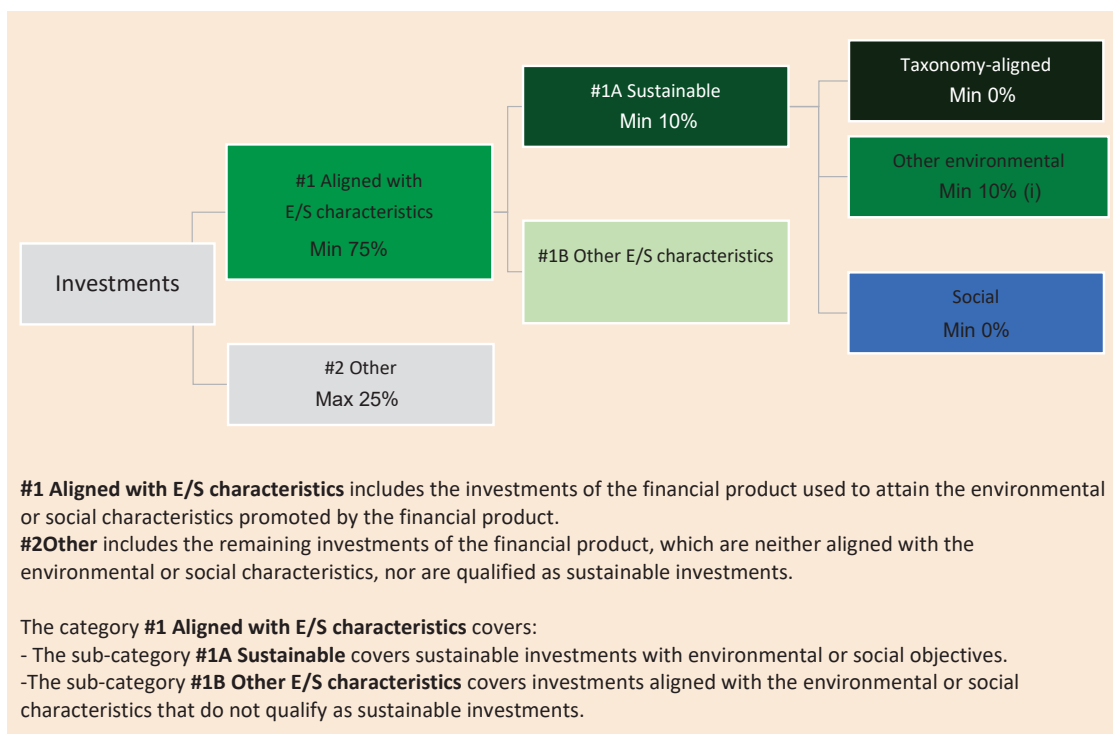 Investments
#1 Aligned with
E/S characteristics
Min 75%
#2 Other
Max 25%
#1A Sustainable
Min 10%
#1B Other E/S characteristics
Taxonomy-aligned
Min 0%
Other environmental
Min 10% (i)
Social
Min 0%
#1 Aligned with E/S characteristics includes the investments of the financial product used to attain the environmental
or social characteristics promoted by the financial product.
#2Other includes the remaining investments of the financial product, which are neither aligned with the
environmental or social characteristics, nor are qualified as sustainable investments.
The category #1 Aligned with E/S characteristics covers:
- The sub-category #1A Sustainable covers sustainable investments with environmental or social objectives.
-The sub-category #1B Other E/S characteristics covers investments aligned with the environmental or social
characteristics that do not qualify as sustainable investments.